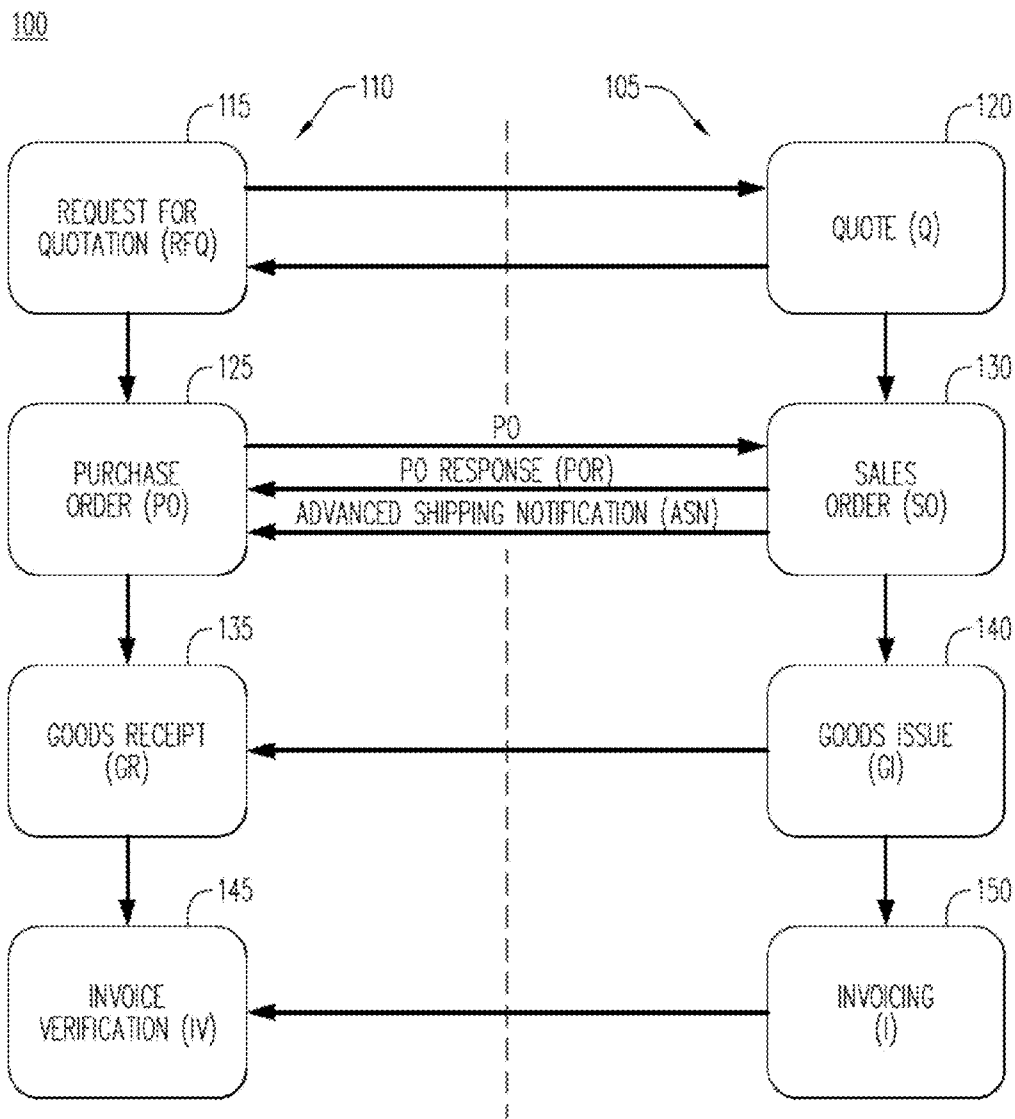 100
115
110
105
120
REQUEST FOR
QUOTATION (RFQ)
QUOTE (Q)
125
130
PURCHASE
ORDER (PO)
PO
PO RESPONSE (POR)
ADVANCED SHIPPING NOTIFICATION (ASN)
SALES
ORDER (SO)
135
140
GOODS RECEIPT
(GR)
GOODS ISSUE
(GI)
145
150
INVOICE
VERIFICATION (IV)
INVOICING
(I)